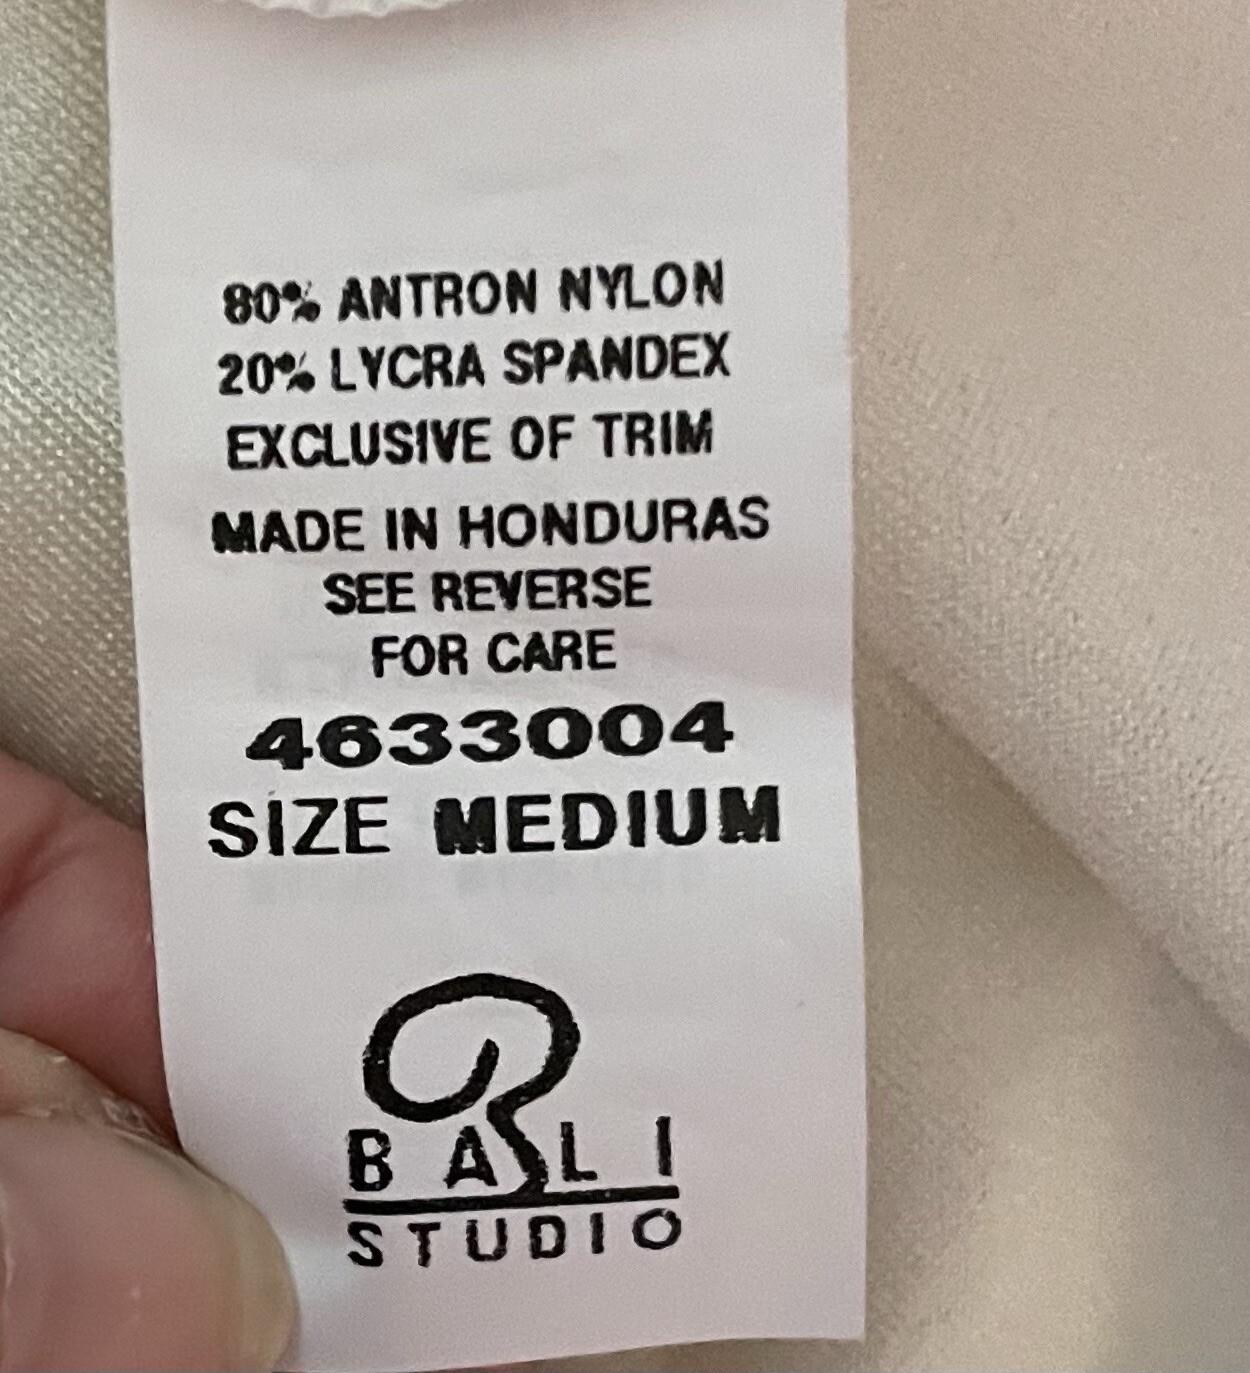 80% ANTRON NYLON
20% LYCRA SPANDEX
EXCLUSIVE OF TRIM
MADE IN HONDURAS
SEE REVERSE
FOR CARE
4633004
SIZE MEDIUM
BALI
STUDIO